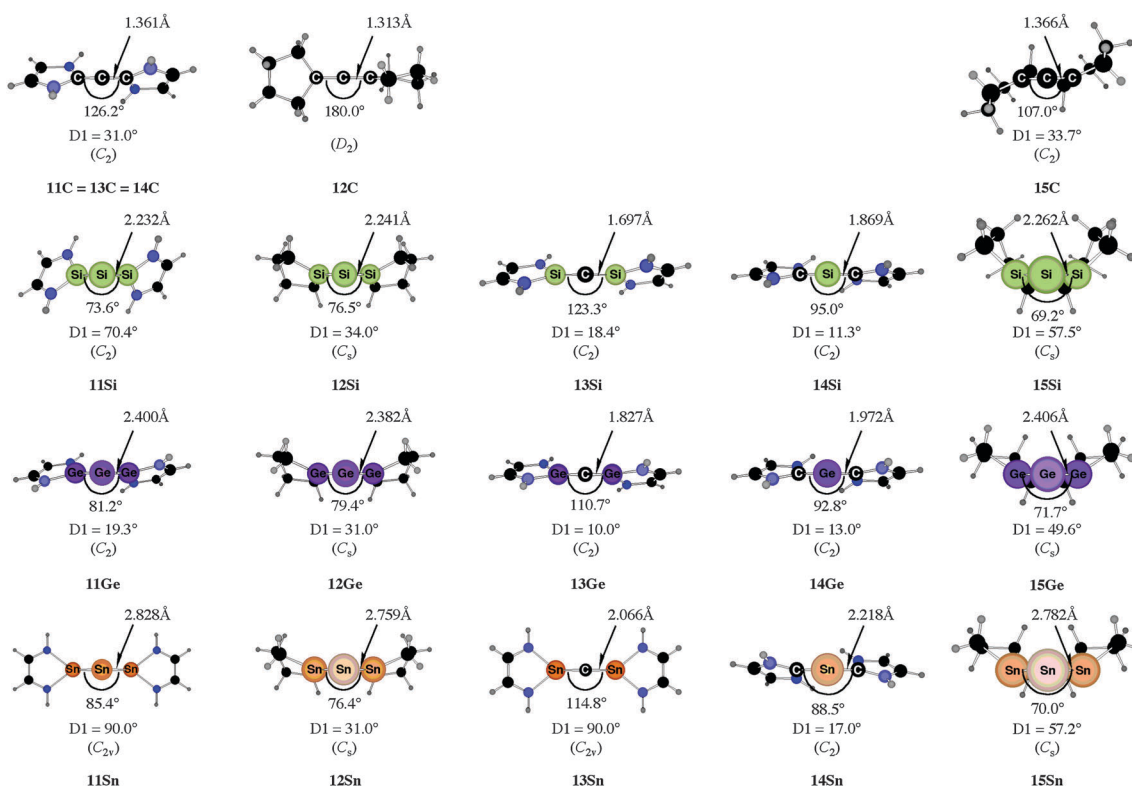 1.361Å 1.313Å 1.366Å
C C C C C C C C C
126.2° 180.0° 107.0°
D1 = 31.0° (D2) D1 = 33.7°
(C2) (C2)
11C = 13C = 14C 12C 15C
2.232Å 2.241Å 1.697Å 1.869Å 2.262Å
Si Si Si Si Si Si Si C Si C Si C Si Si Si
73.6° 76.5° 123.3° 95.0° 69.2°
D1 = 70.4° D1 = 34.0° D1 = 18.4° D1 = 11.3° D1 = 57.5°
(C2) (Cs) (C2) (C2) (Cs)
11Si 12Si 13Si 14Si 15Si
2.400Å 2.382Å 1.827Å 1.972Å 2.406Å
Ge Ge Ge Ge Ge Ge Ge C Ge C Ge C Ge Ge Ge
81.2° 79.4° 110.7° 92.8° 71.7°
D1 = 19.3° D1 = 31.0° D1 = 10.0° D1 = 13.0° D1 = 49.6°
(C2) (Cs) (C2) (C2) (Cs)
11Ge 12Ge 13Ge 14Ge 15Ge
2.828Å 2.759Å 2.066Å 2.218Å 2.782Å
Sn Sn Sn Sn Sn Sn Sn C Sn C Sn C Sn Sn Sn
85.4° 76.4° 114.8° 88.5° 70.0°
D1 = 90.0° D1 = 31.0° D1 = 90.0° D1 = 17.0° D1 = 57.2°
(C2v) (Cs) (C2v) (C2) (Cs)
11Sn 12Sn 13Sn 14Sn 15Sn